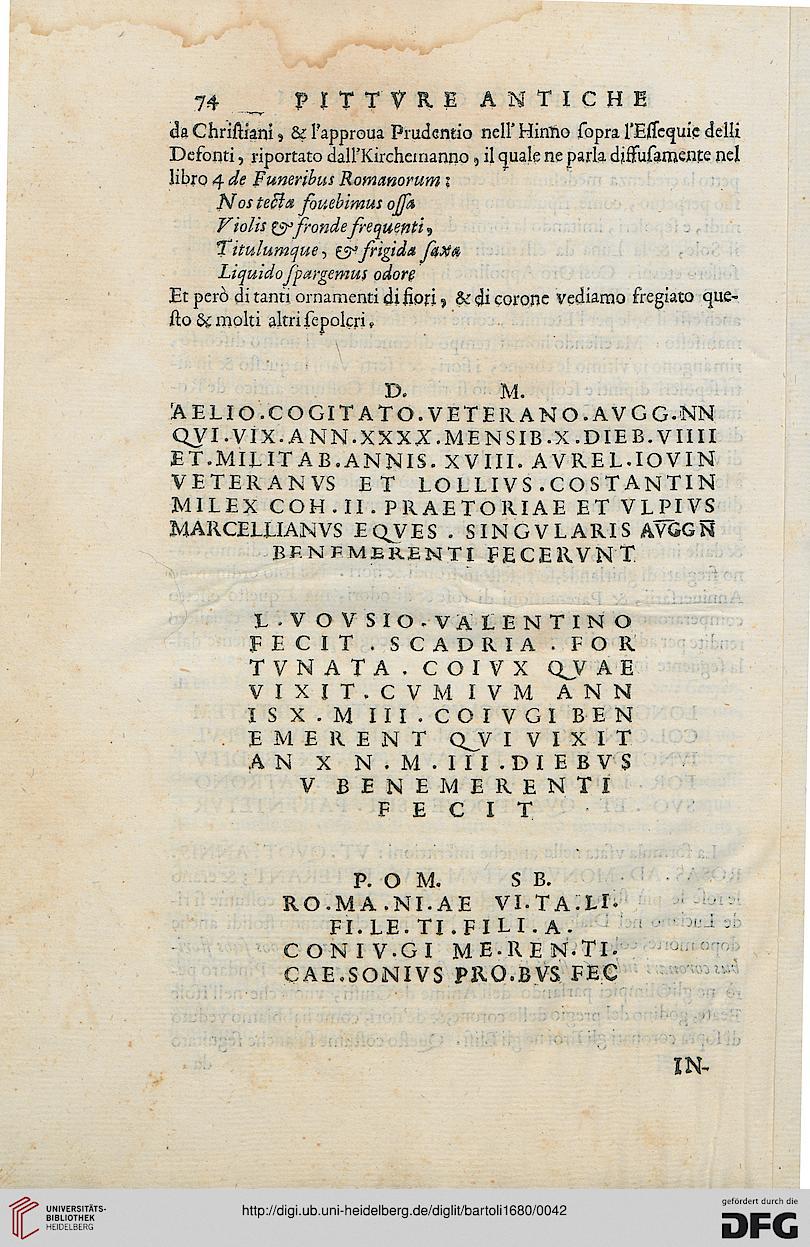 74 PITTVRE ANTICHE
da Chriſtiani, & l'approua Prudentio nell' Hinno ſopra l'Eſſequie delli
Defonti, riportato dall'Kirchemanno, il quale ne parla diffuſamente nel
libro 4 de Funeribus Romanorum:
Nos tecta fouebimus oſſa
Violis & fronde frequenti,
Titulumque, & frigida ſaxa
Liquido ſpargemus odore
Et però di tanti ornamenti di fiori, & di corone vediamo fregiato que-
ſto & molti altri ſepolcri.
D. M.
AELIO.COGITATO.VETERANO.AVGG.NN
QVI.VIX.ANN.XXXX.MENSIB.X.DIEB.VIIII
ET.MILITAB.ANNIS. XVIII. AVREL.IOVIN
VETERANVS ET LOLLIVS.COSTANTIN
MILEX COH.II.PRAETORIAE ET VLPIVS
MARCELLIANVS EQVES . SINGVLARIS AV̅GG N̅
BENEMERENTI FECERVNT
L.VOVSIO.VALENTINO
FECIT . SCADRIA . FOR
TVNATA . COIVX QVAE
VIXIT.CVMIVM ANN
ISX.MIII.COIVGI BEN
EMERENT QVI VIXIT
AN X N.M.III.DIEBVS
V BENEMERENTI
FECIT
P. O M. S B.
RO.MA.NI.AE VI.TA.LI.
FI.LE.TI.FILI.A.
CONIV.GI ME.REN.TI.
CAE.SONIVS PRO.BVS FEC
IN-
UNIVERSITÄTS-
BIBLIOTHEK
HEIDELBERG
http://digi.ub.uni-heidelberg.de/diglit/bartoli1680/0042
gefördert durch die
DFG